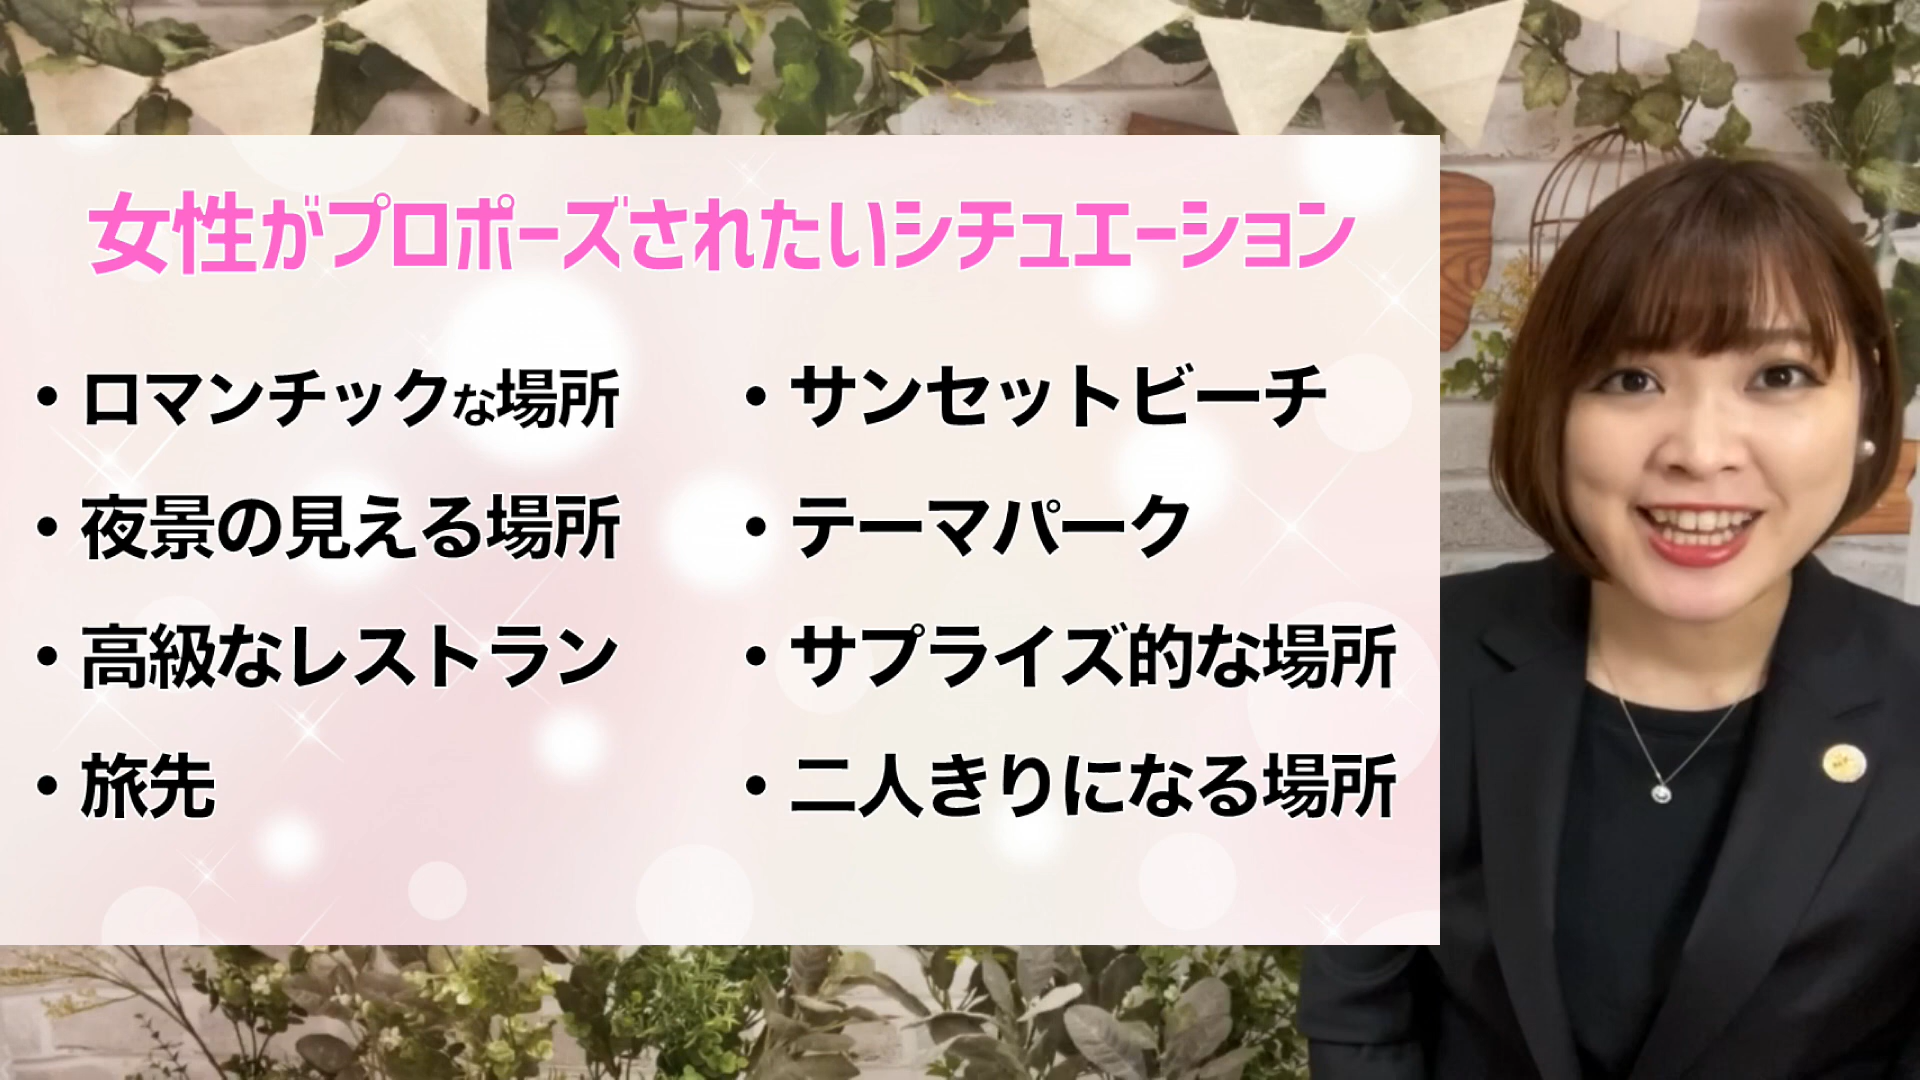 女性がプロポーズされたいシチュエーション
・ロマンチックな場所
・夜景の見える場所
・高級なレストラン
・旅先
・サンセットビーチ
・テーマパーク
・サプライズ的な場所
・二人きりになる場所